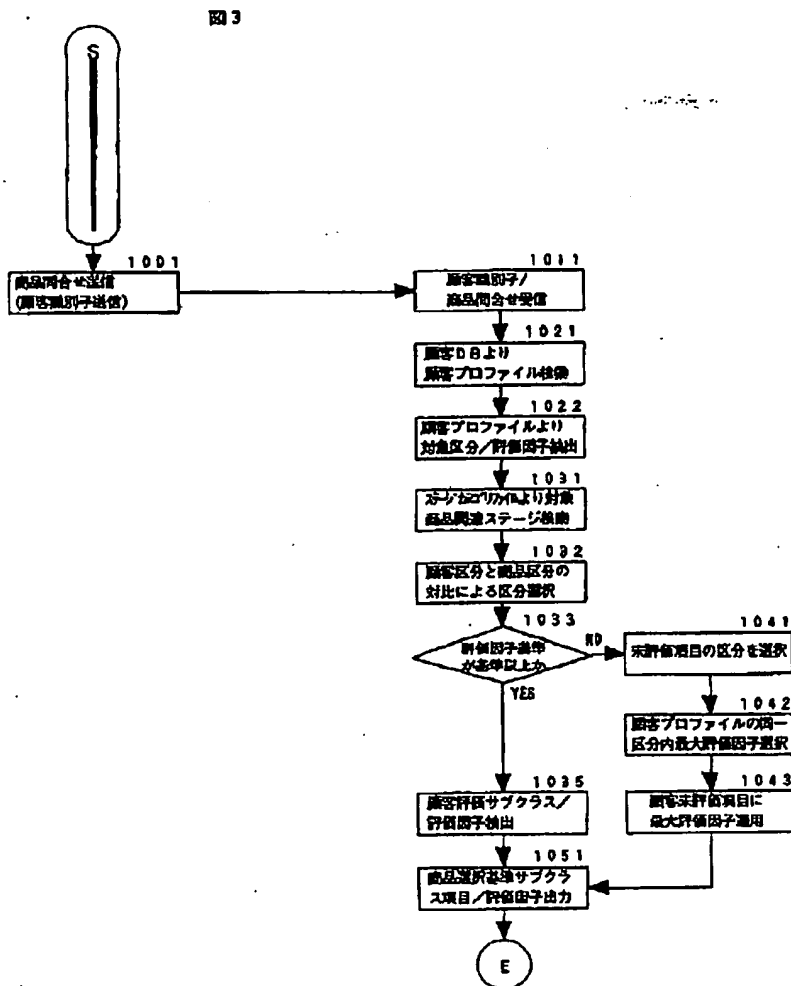 図3
S
1001
商品問合せ送信
(顧客識別子送信)
1011
顧客識別子/
商品問合せ受信
1021
顧客DBより
顧客プロファイル検索
1022
顧客プロファイルより
対象区分/評価因子抽出
1031
ステージカテゴリファイルより対象
商品関連ステージ検索
1032
顧客区分と商品区分の
対比による区分選択
1033
評価因子基準
が基準以上か
NO
YES
1041
未評価項目の区分を選択
1042
顧客プロファイルの同一
区分内最大評価因子選択
1043
顧客未評価項目に
最大評価因子適用
1035
顧客評価サブクラス/
評価因子抽出
1051
商品選択基準サブクラ
ス項目/評価因子出力
E